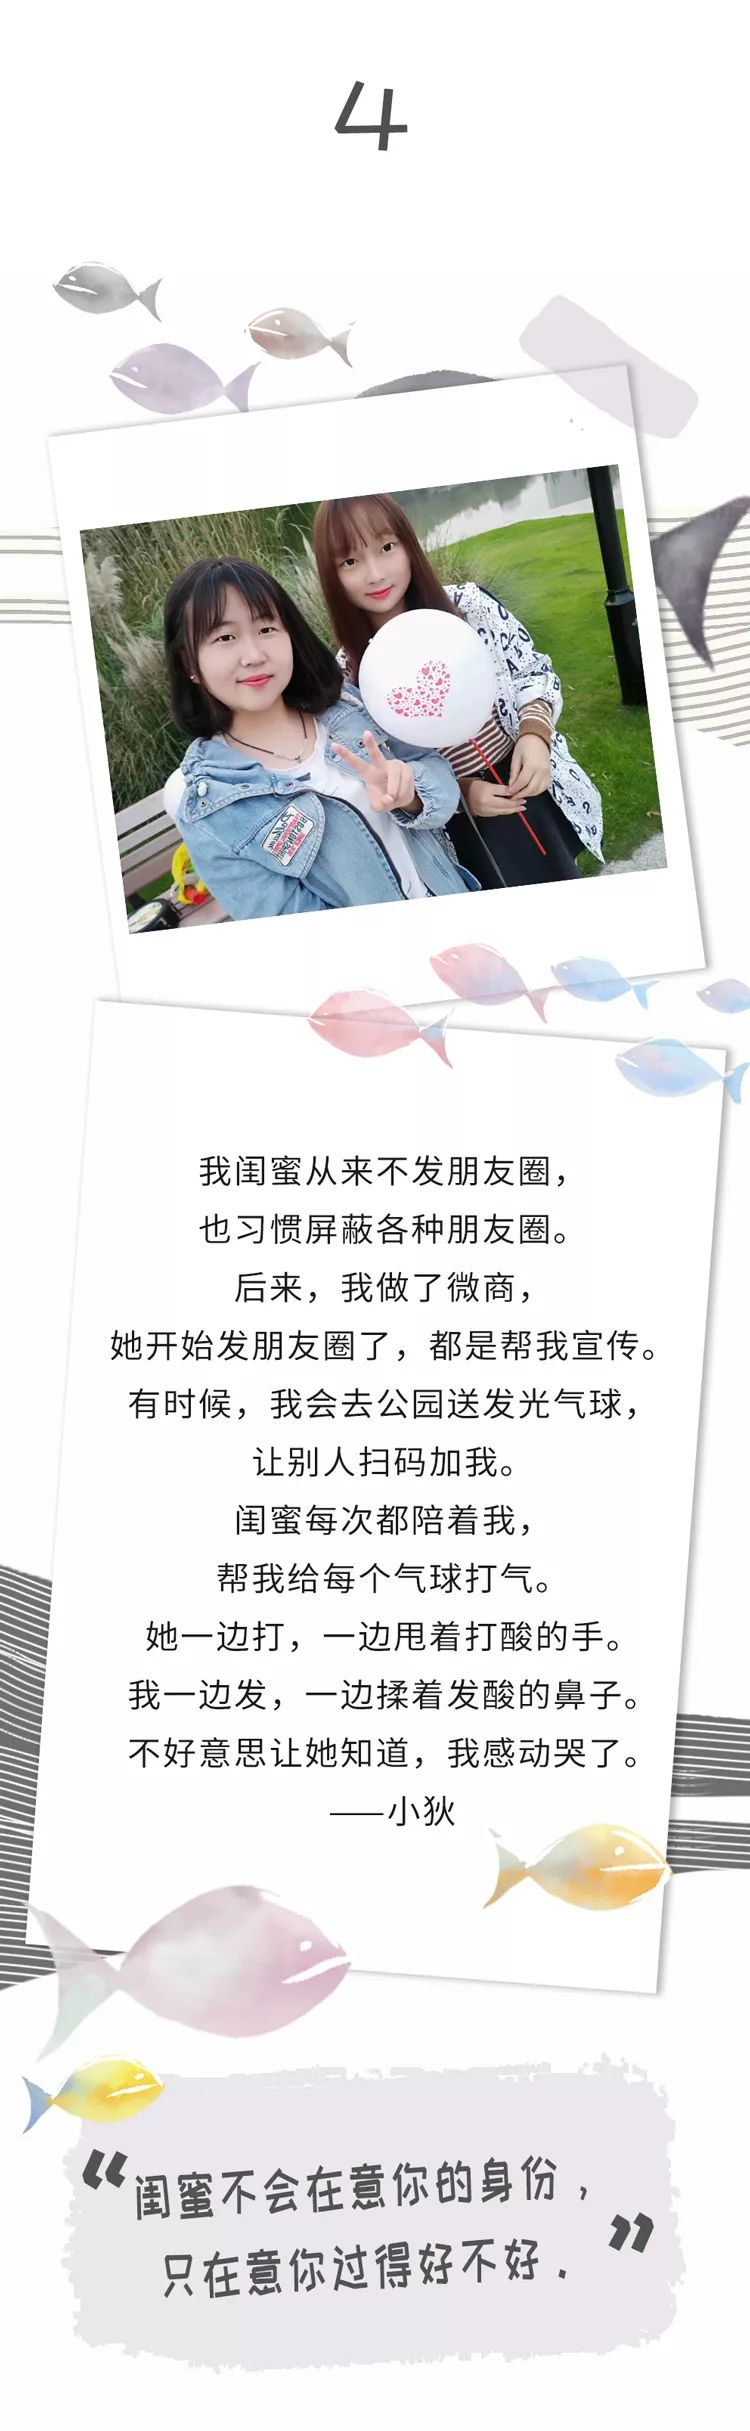 4
我闺蜜从来不发朋友圈，
也习惯屏蔽各种朋友圈。
后来，我做了微商，
她开始发朋友圈了，都是帮我宣传。
有时候，我会去公园送发光气球，
让别人扫码加我。
闺蜜每次都陪着我，
帮我给每个气球打气。
她一边打，一边甩着打酸的手。
我一边发，一边揉着发酸的鼻子。
不好意思让她知道，我感动哭了。
——小狄
“闺蜜不会在意你的身份，
只在意你过得好不好．”